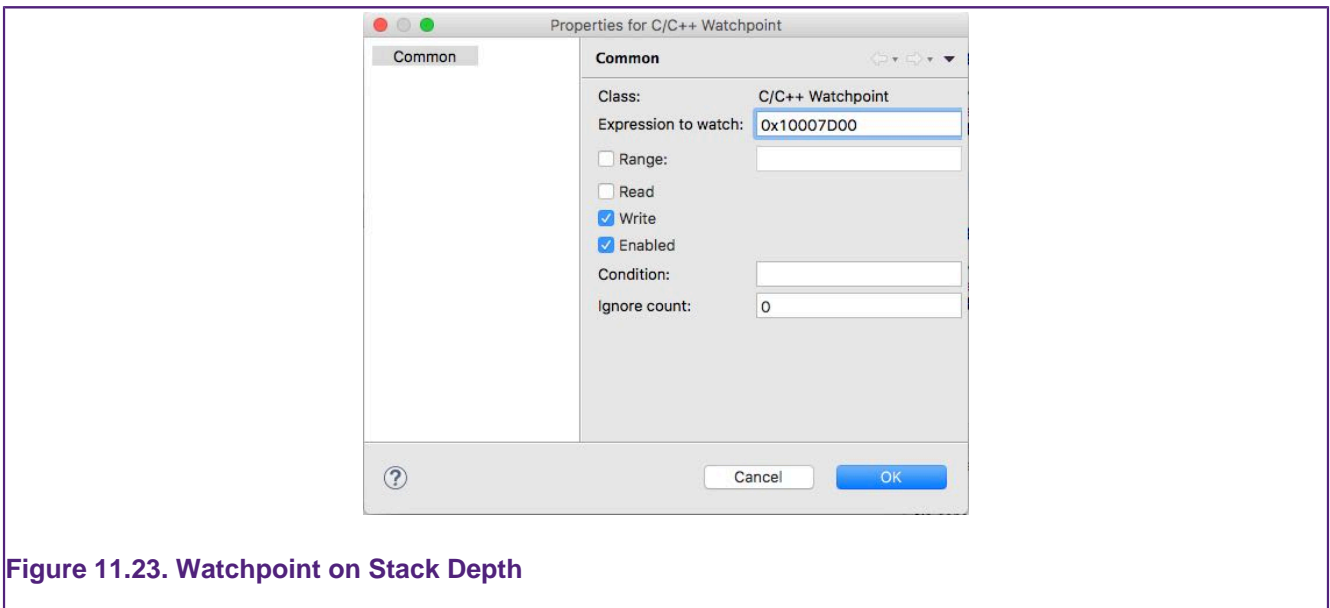 Properties for C/C++ Watchpoint
Common
Common
Class: C/C++ Watchpoint
Expression to watch: 0x10007D00
Range:
Read
Write
Enabled
Condition:
Ignore count: 0
?
Cancel OK
Figure 11.23. Watchpoint on Stack Depth